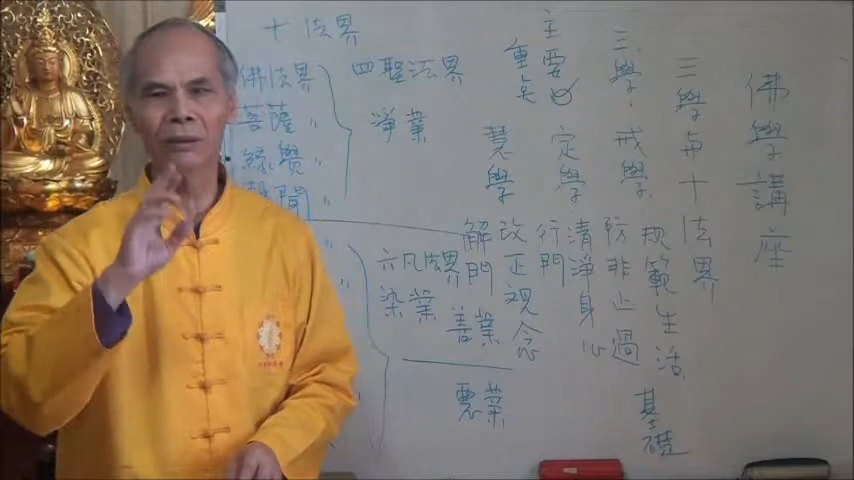 佛學講座
三學與十法界
三學
戒學
規範生活
防非止過
清淨身心
基礎
定學
行門
主要
重點
慧學
解門
改正視念
十法界
佛法界
菩薩〃
緣覺〃
聲聞〃
四聖法界
淨業
六凡法界
染業
善業
惡業